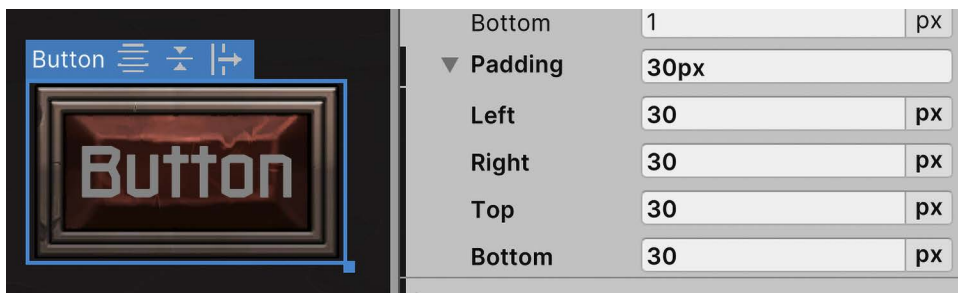 Button
Button
Bottom 1 px
Padding 30px
Left 30 px
Right 30 px
Top 30 px
Bottom 30 px